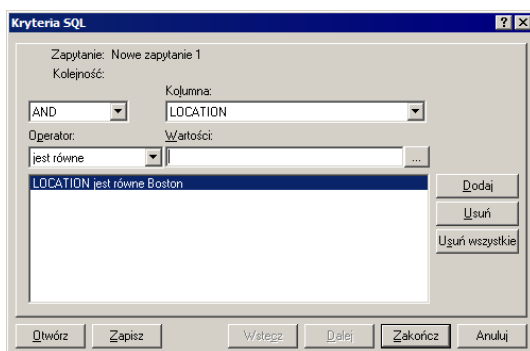 Kryteria SQL
Zapytanie: Nowe zapytanie 1
Kolejność:
Kolumna:
AND LOCATION
Operator: Wartości:
jest równe ...
LOCATION jest równe Boston
Dodaj
Usuń
Usuń wszystkie
Otwórz Zapisz Wstecz Dalej Zakończ Anuluj